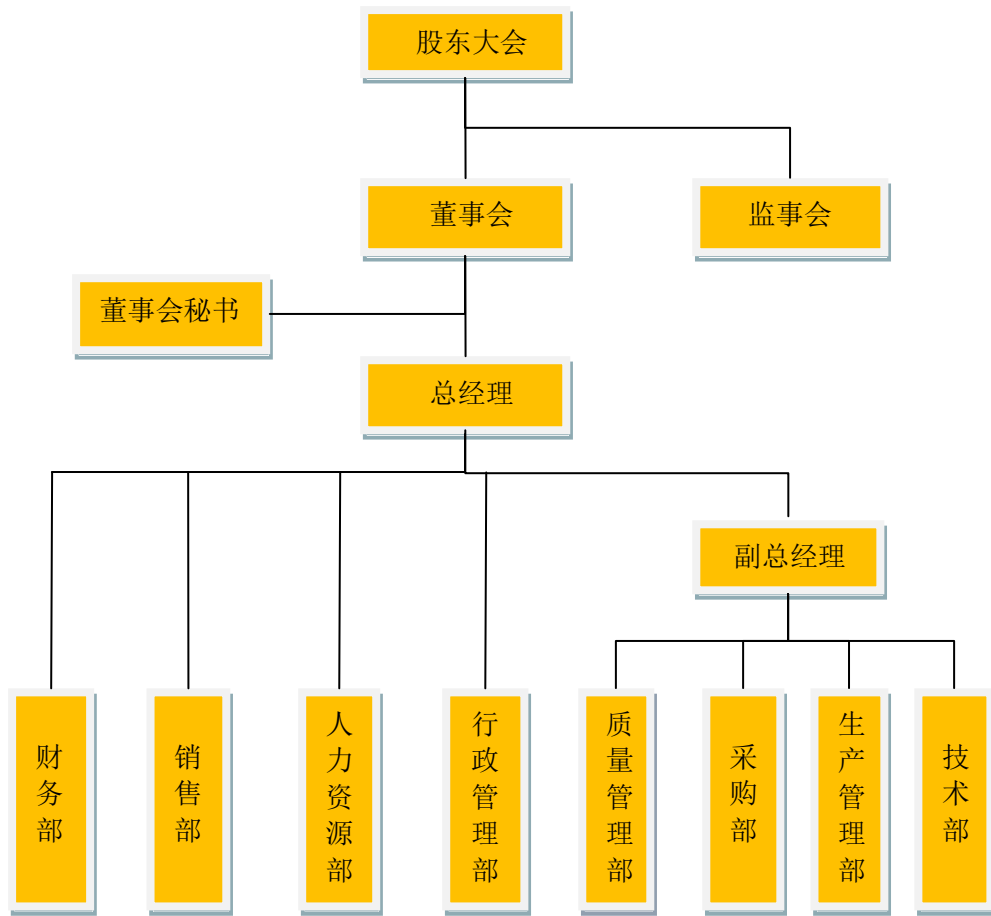 股东大会
董事会
监事会
董事会秘书
总经理
副总经理
财务部
销售部
人力资源部
行政管理部
质量管理部
采购部
生产管理部
技术部